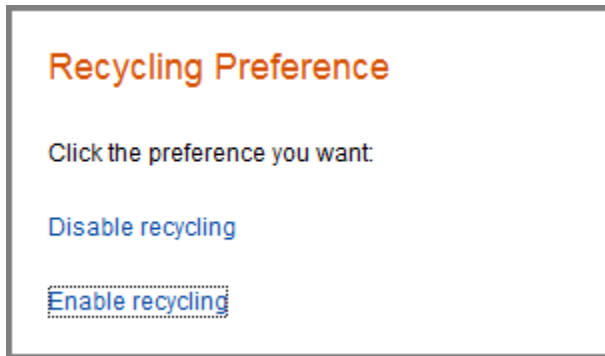 Recycling Preference
Click the preference you want:
Disable recycling
Enable recycling